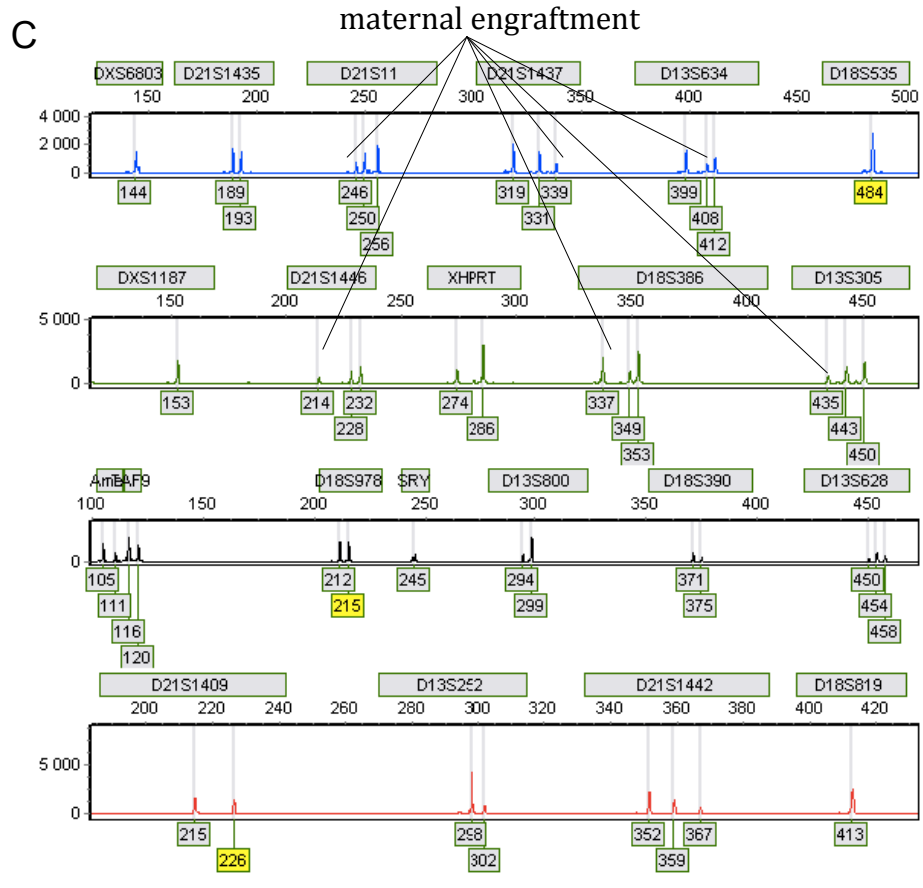 C
maternal engraftment
DXS6803 D21S1435 D21S11 D21S1437 D13S634 D18S535
150 200 250 300 350 400 450 500
4 000
2 000
0
144 189 246 319 331 339 399 408 484
193 250 412
256
DXS1187 D21S1446 XHPRT D18S386 D13S305
150 200 250 300 350 400 450
5 000
0
153 214 232 274 286 337 349 435 443
228 353 450
AmE TAF9 D18S978 SRY D13S800 D18S390 D13S628
100 150 200 250 300 350 400 450
0
105 212 245 294 371 450
111 215 299 375 454
116 458
120
D21S1409 D13S252 D21S1442 D18S819
200 220 240 260 280 300 320 340 360 380 400 420
5 000
0
215 298 352 367 413
226 302 359